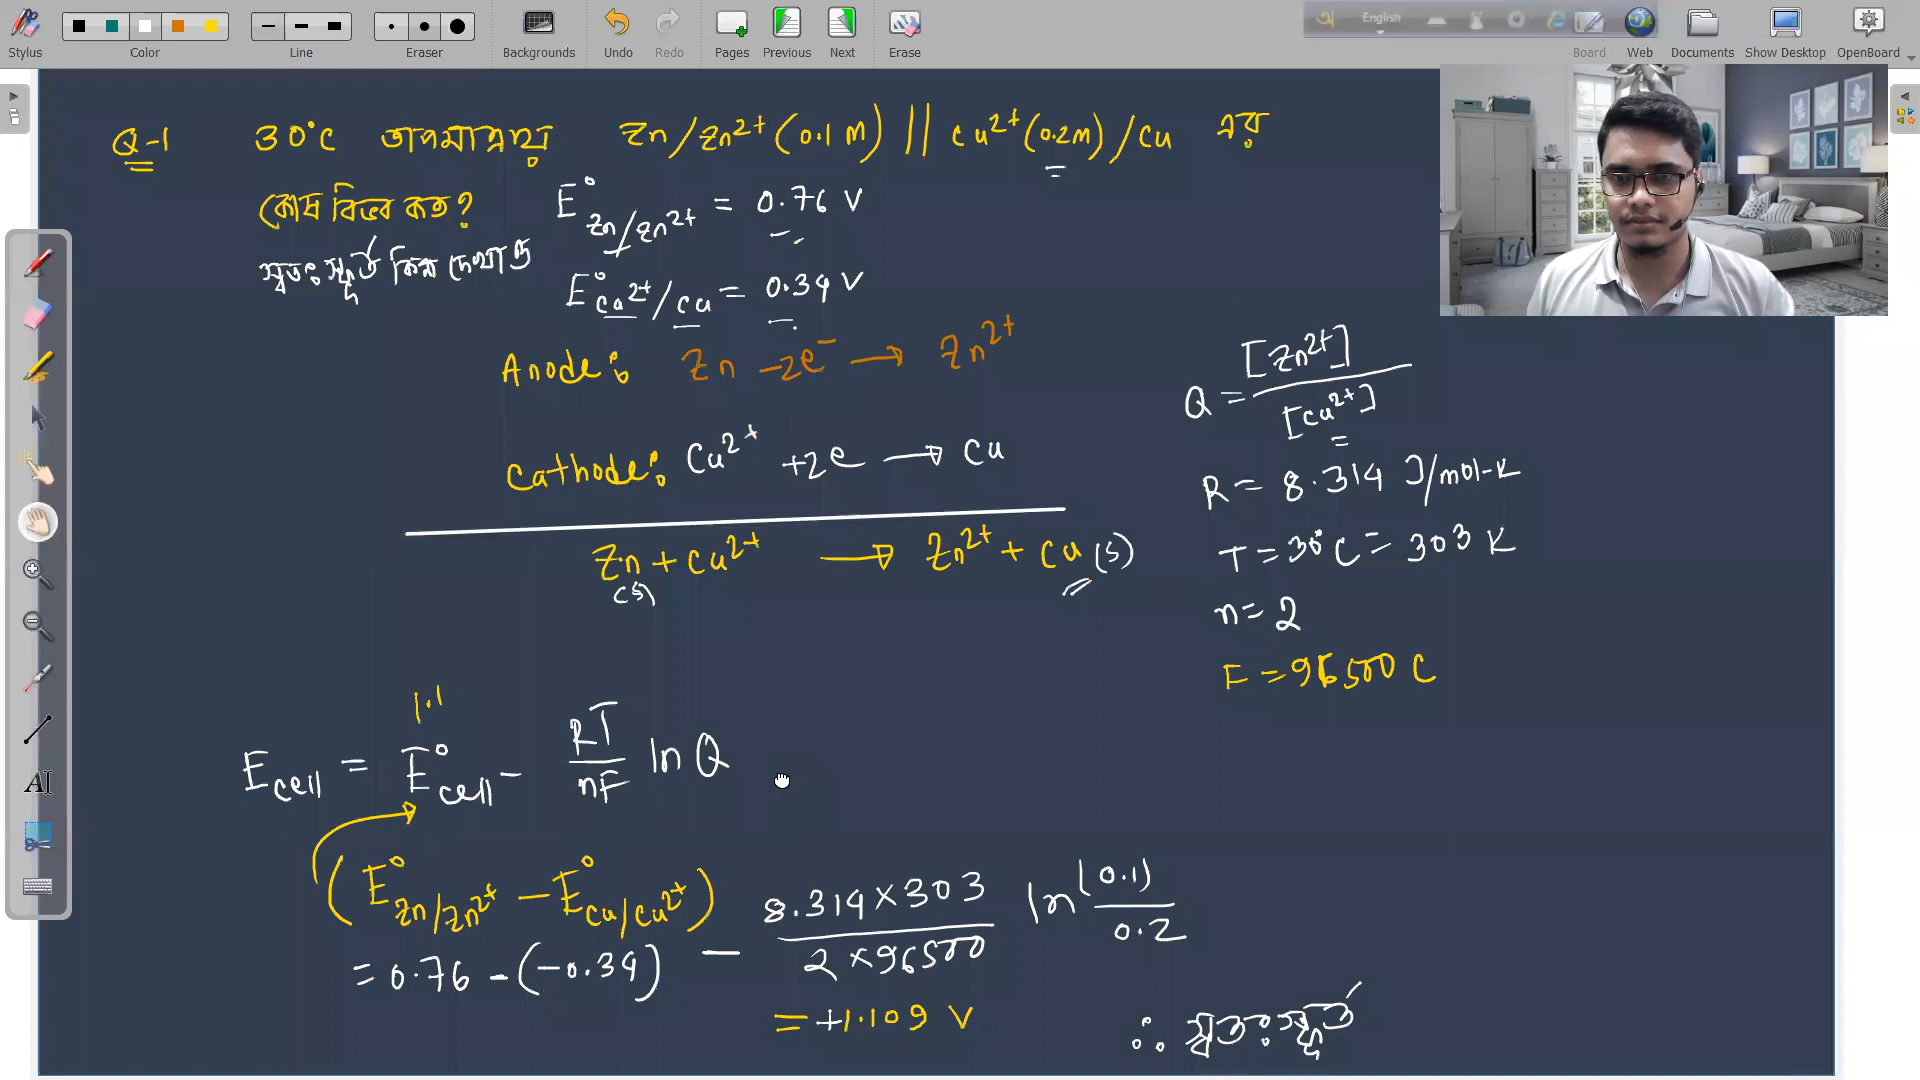 Stylus Color Line Eraser Backgrounds Undo Redo Pages Previous Next Erase
English
Board Web Documents Show Desktop OpenBoard
Q-1 30°C তাপমাত্রায় Zn/Zn²⁺ (0.1 M) || Cu²⁺ (0.2M) / Cu এর
কোষ বিভব কত?
স্বতঃস্ফূর্ত কিনা দেখাও
E°Zn/Zn²⁺ = 0.76 V
E°Cu²⁺/Cu = 0.34 V
Anode: Zn -2e⁻ → Zn²⁺
Cathode: Cu²⁺ +2e → Cu
Zn(s) + Cu²⁺ → Zn²⁺ + Cu (s)
Q = [Zn²⁺] / [Cu²⁺]
R = 8.314 J/mol-K
T = 30°C = 303 K
n = 2
F = 96500 C
1.1
Ecell = E°cell - RT/nF ln Q
(E°Zn/Zn²⁺ - E°Cu/Cu²⁺)
= 0.76 - (-0.34) - 8.314×303 / 2×96500 ln (0.1) / 0.2
= +1.109 V
∴ স্বতঃস্ফূর্ত
AI